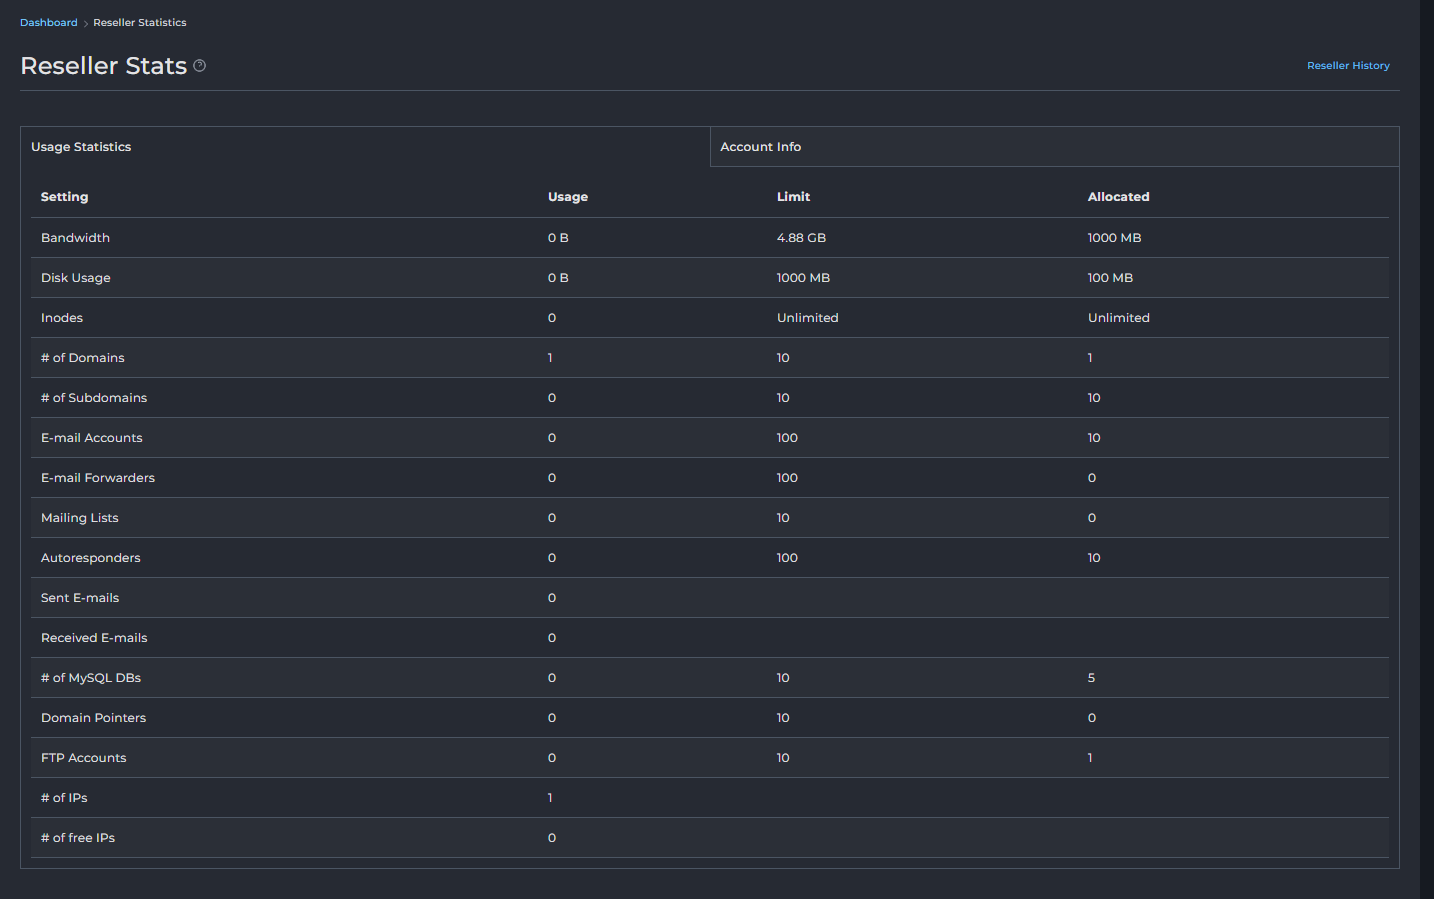 Dashboard > Reseller Statistics
Reseller Stats ?
Reseller History
Usage Statistics
Account Info
Setting Usage Limit Allocated
Bandwidth 0 B 4.88 GB 1000 MB
Disk Usage 0 B 1000 MB 100 MB
Inodes 0 Unlimited Unlimited
# of Domains 1 10 1
# of Subdomains 0 10 10
E-mail Accounts 0 100 10
E-mail Forwarders 0 100 0
Mailing Lists 0 10 0
Autoresponders 0 100 10
Sent E-mails 0
Received E-mails 0
# of MySQL DBs 0 10 5
Domain Pointers 0 10 0
FTP Accounts 0 10 1
# of IPs 1
# of free IPs 0